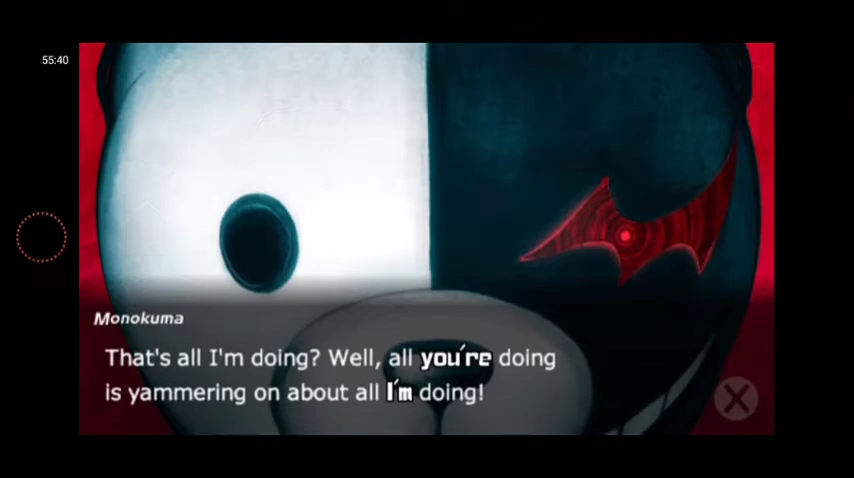 55:40
Monokuma
That's all I'm doing? Well, all you're doing
is yammering on about all I'm doing!
X